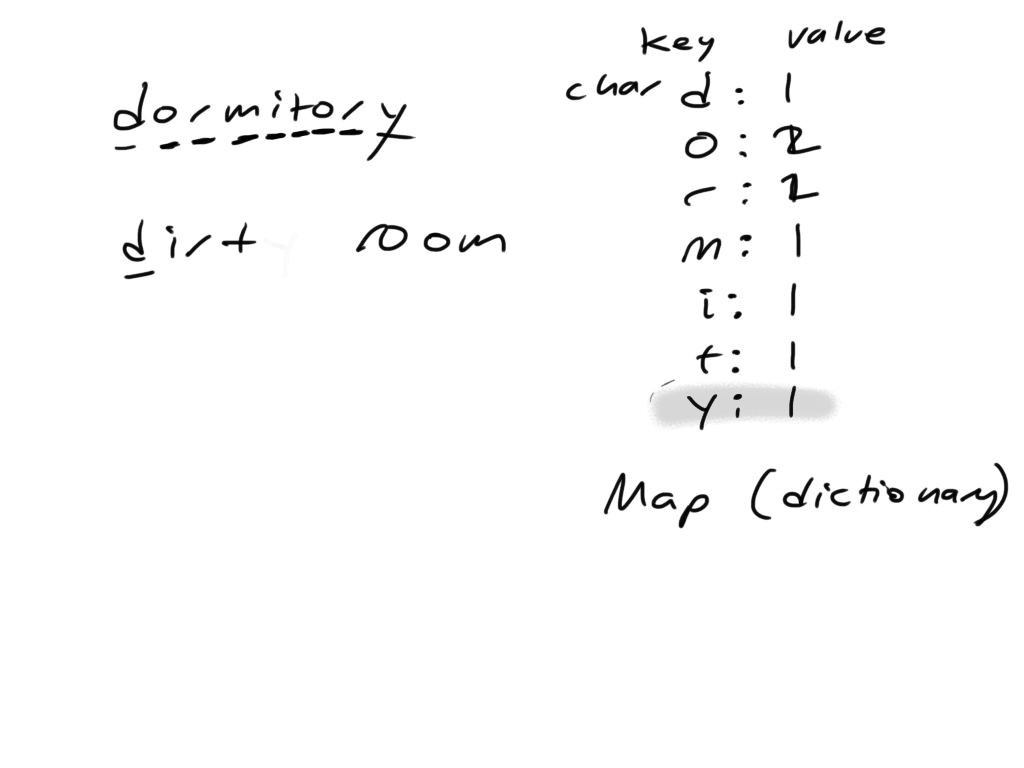 dormitory
dirt room
key value
char d: 1
o: 2
r: 2
m: 1
i: 1
t: 1
y: 1
Map (dictionary)